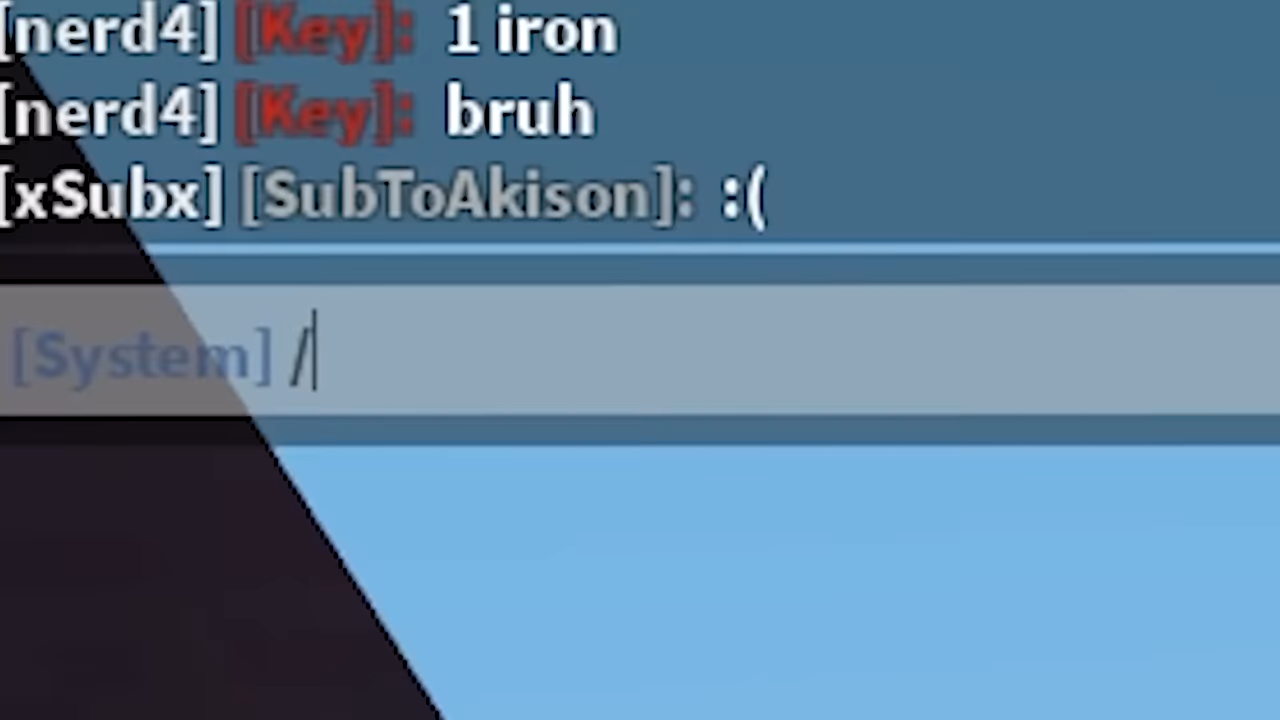 [nerd4] [Key]: 1 iron
[nerd4] [Key]: bruh
[xSubx] [SubToAkison]: :(
[System] /